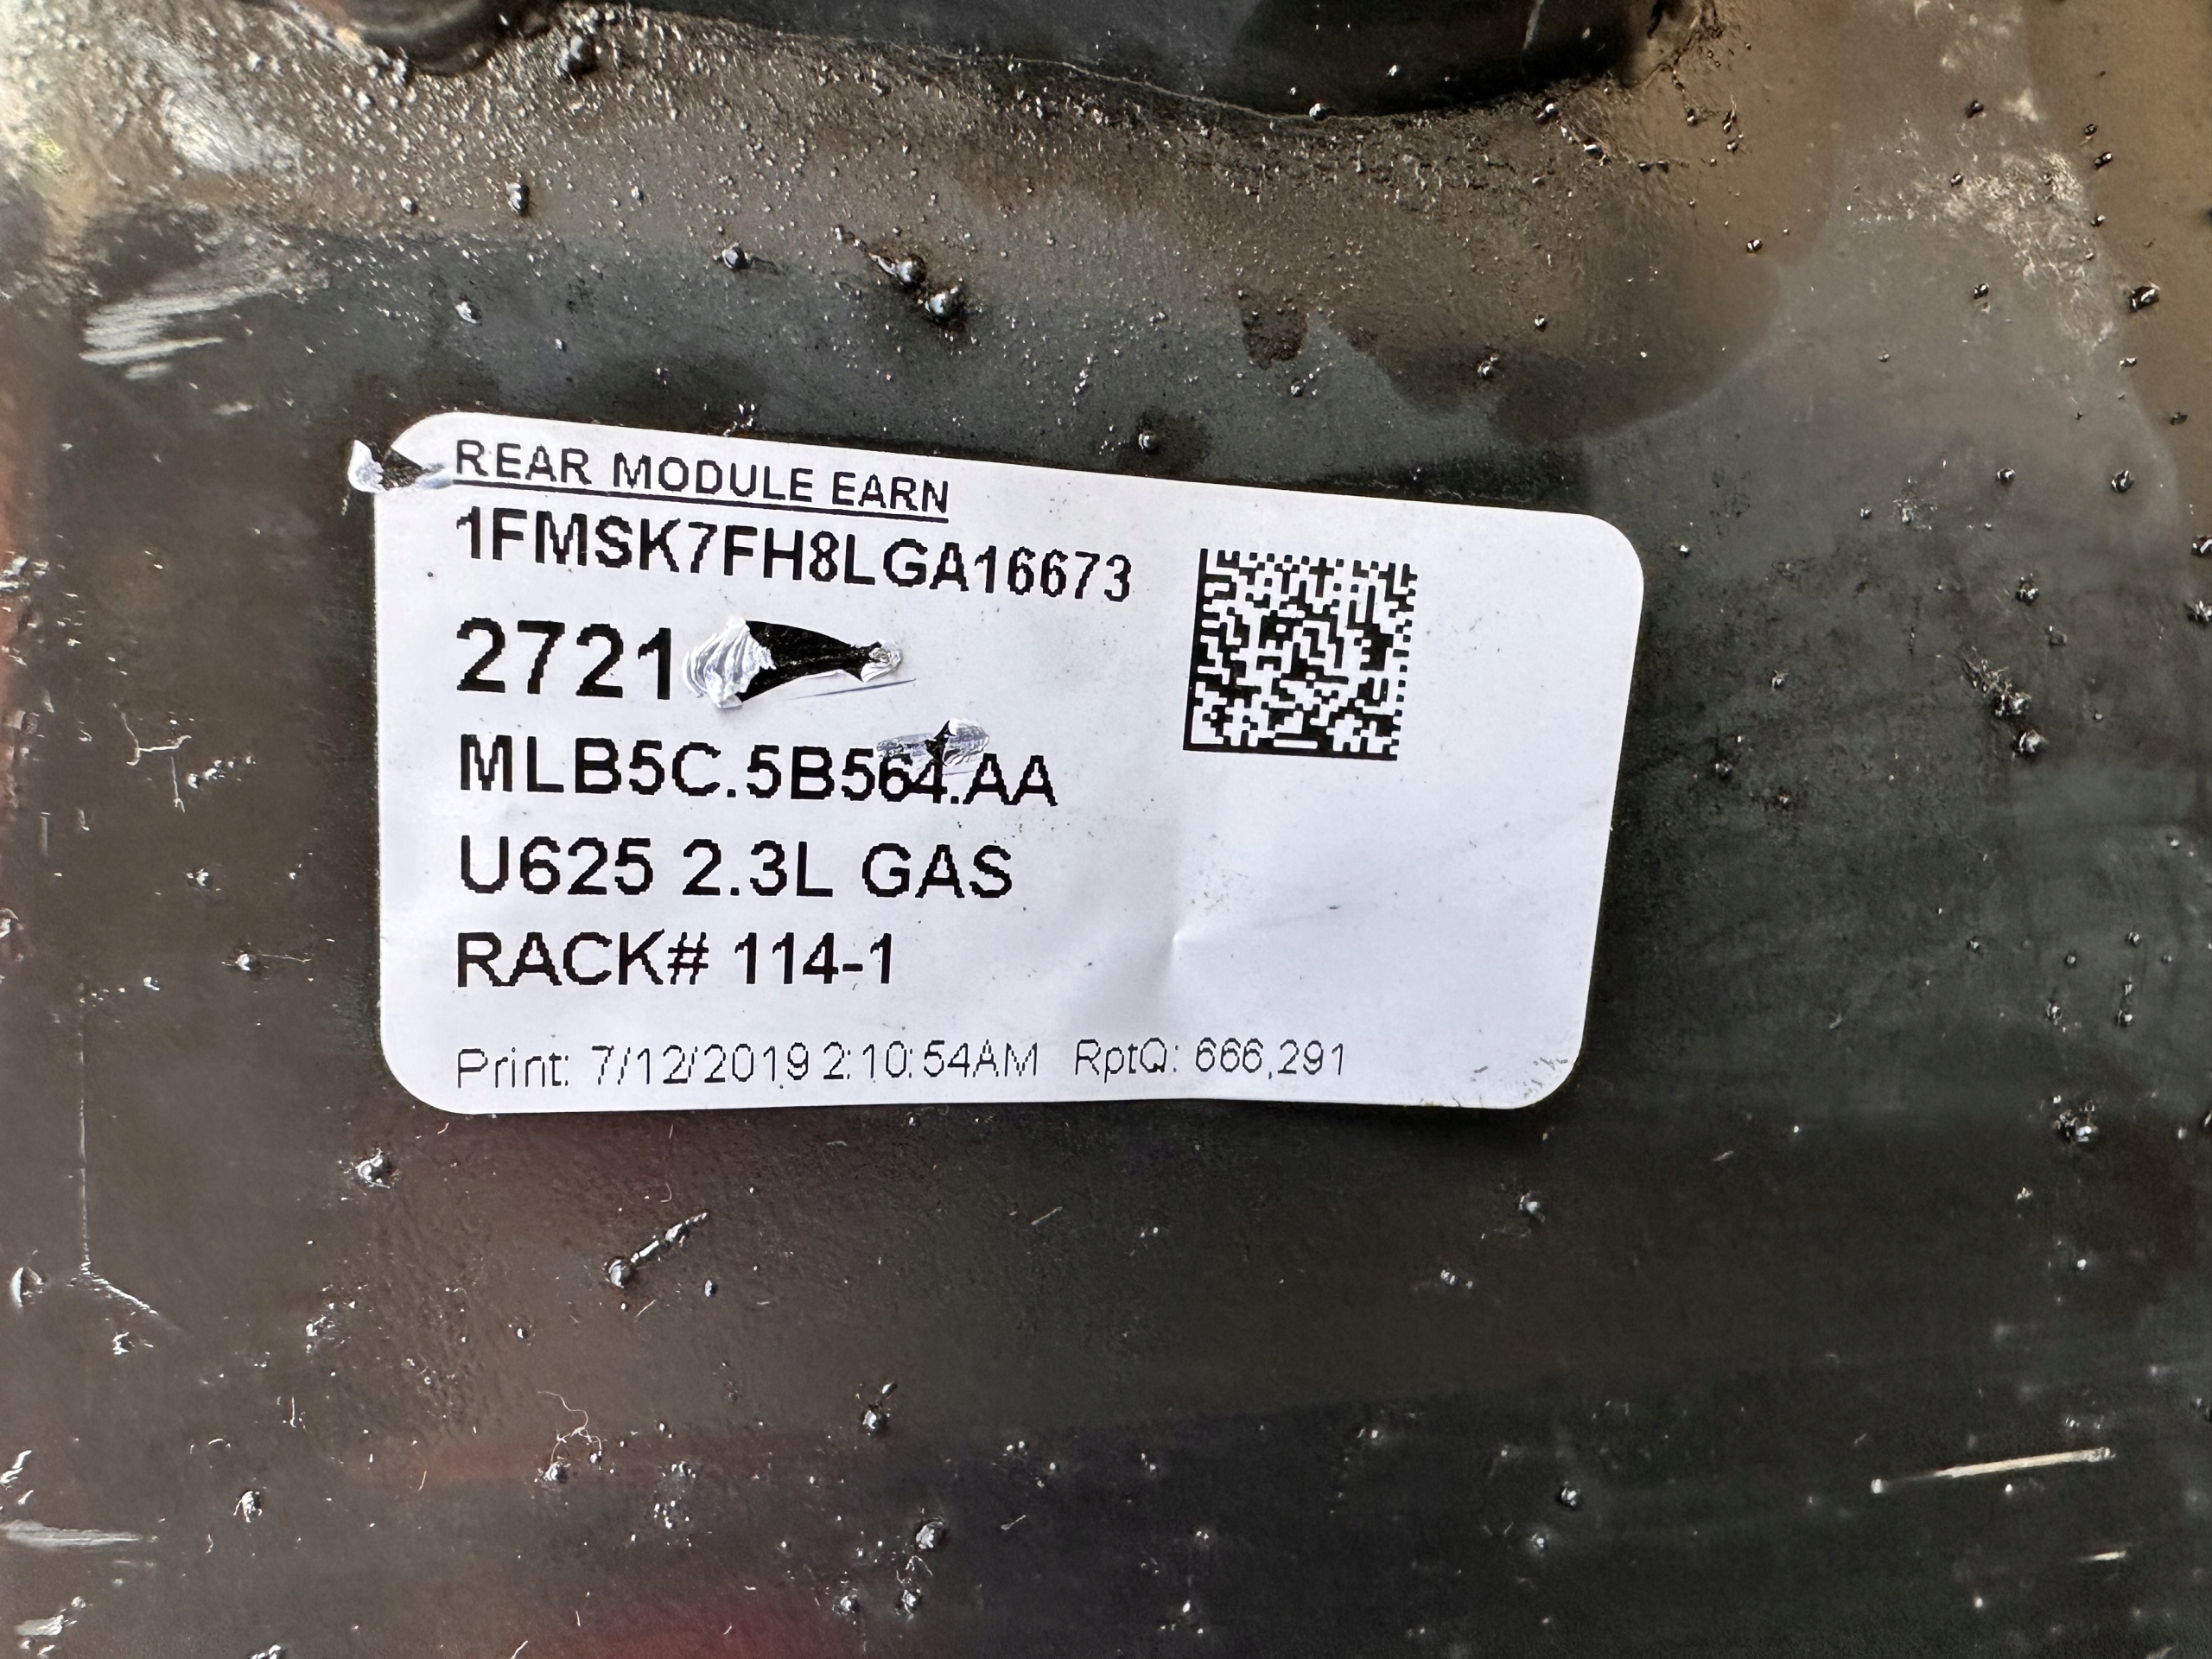 REAR MODULE EARN
1FMSK7FH8LGA16673
2721
MLB5C.5B564.AA
U625 2.3L GAS
RACK# 114-1
Print: 7/12/2019 2:10:54AM RptQ: 666,291